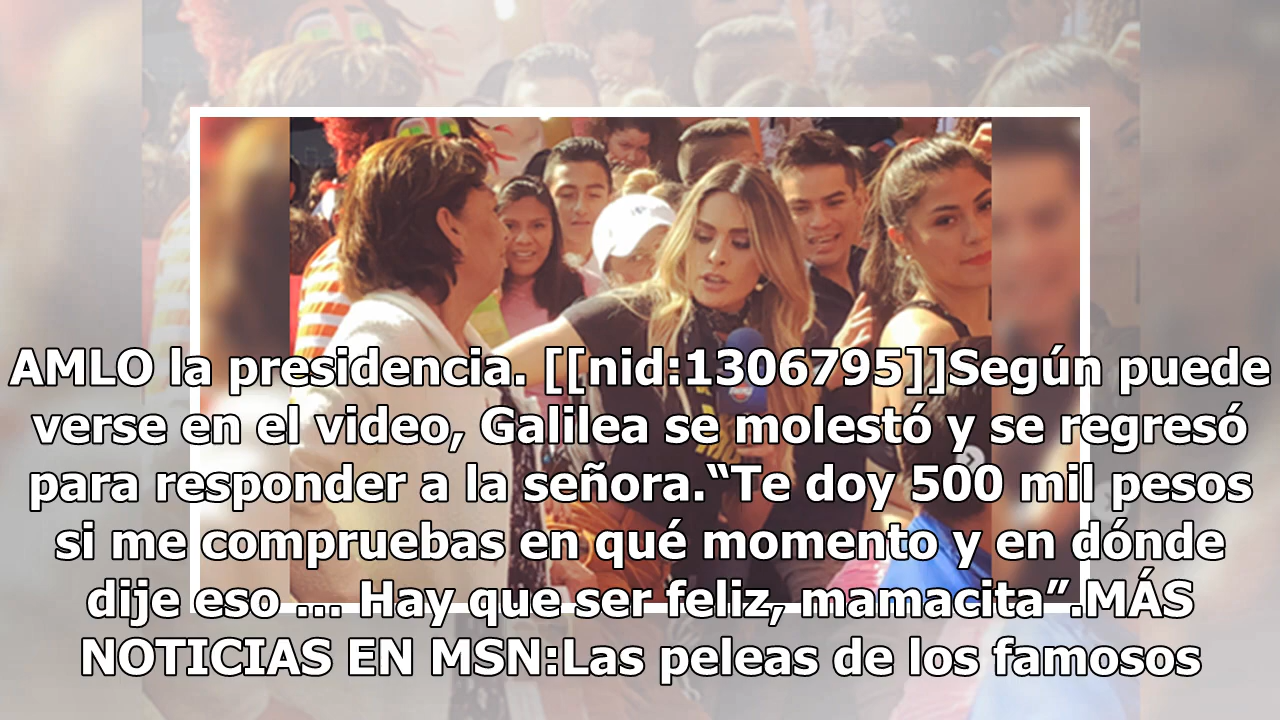 AMLO la presidencia. [[nid:1306795]]Según puede
verse en el video, Galilea se molestó y se regresó
para responder a la señora.“Te doy 500 mil pesos
si me compruebas en qué momento y en dónde
dije eso ... Hay que ser feliz, mamacita”.MÁS
NOTICIAS EN MSN:Las peleas de los famosos